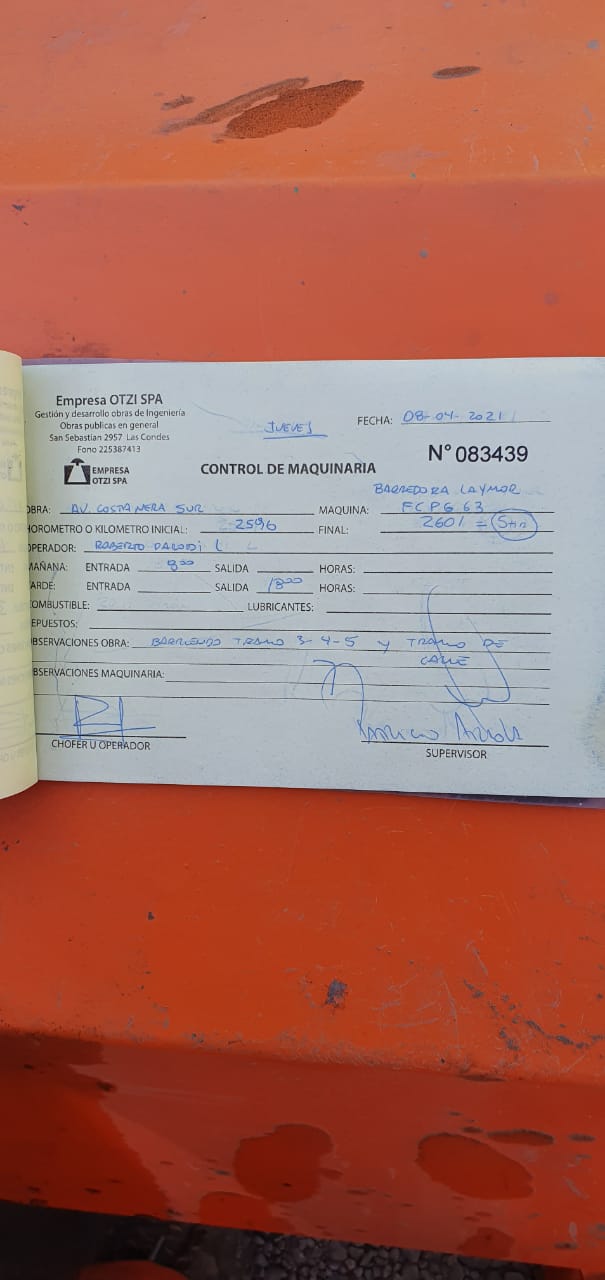 Empresa OTZI SPA
Gestión y desarrollo obras de Ingeniería
Obras publicas en general
San Sebastian 2957 Las Condes
Fono 225387413
EMPRESA
OTZI SPA
JUEVES
FECHA: 08-04-2021
N° 083439
CONTROL DE MAQUINARIA
BARREDORA LAYMOR
OBRA: AV. COSTANERA SUR MAQUINA: FCPG 63
HOROMETRO O KILOMETRO INICIAL: 2596 FINAL: 2601 =
OPERADOR: ROBERTO
MAÑANA: ENTRADA 8:00 SALIDA HORAS:
TARDE: ENTRADA SALIDA 18:00 HORAS:
COMBUSTIBLE: LUBRICANTES:
REPUESTOS:
OBSERVACIONES OBRA: BARRIENDO TRAMO 3-4-5 Y TRAMO DE
CALLE
OBSERVACIONES MAQUINARIA:
CHOFER U OPERADOR
SUPERVISOR